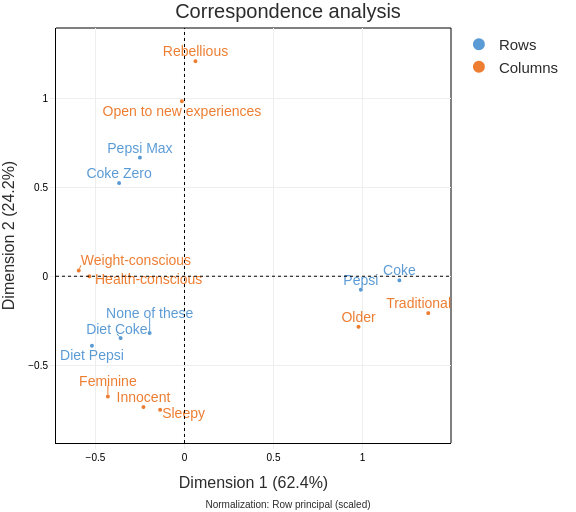 Correspondence analysis
Rows
Columns
Rebellious
1
Open to new experiences
Pepsi Max
Coke Zero
0.5
Dimension 2 (24.2%)
Weight-conscious
0
Health-conscious
Coke
Pepsi
Traditional
None of these
Older
Diet Coke
Diet Pepsi
−0.5
Feminine
Innocent
Sleepy
−0.5
0
0.5
1
Dimension 1 (62.4%)
Normalization: Row principal (scaled)